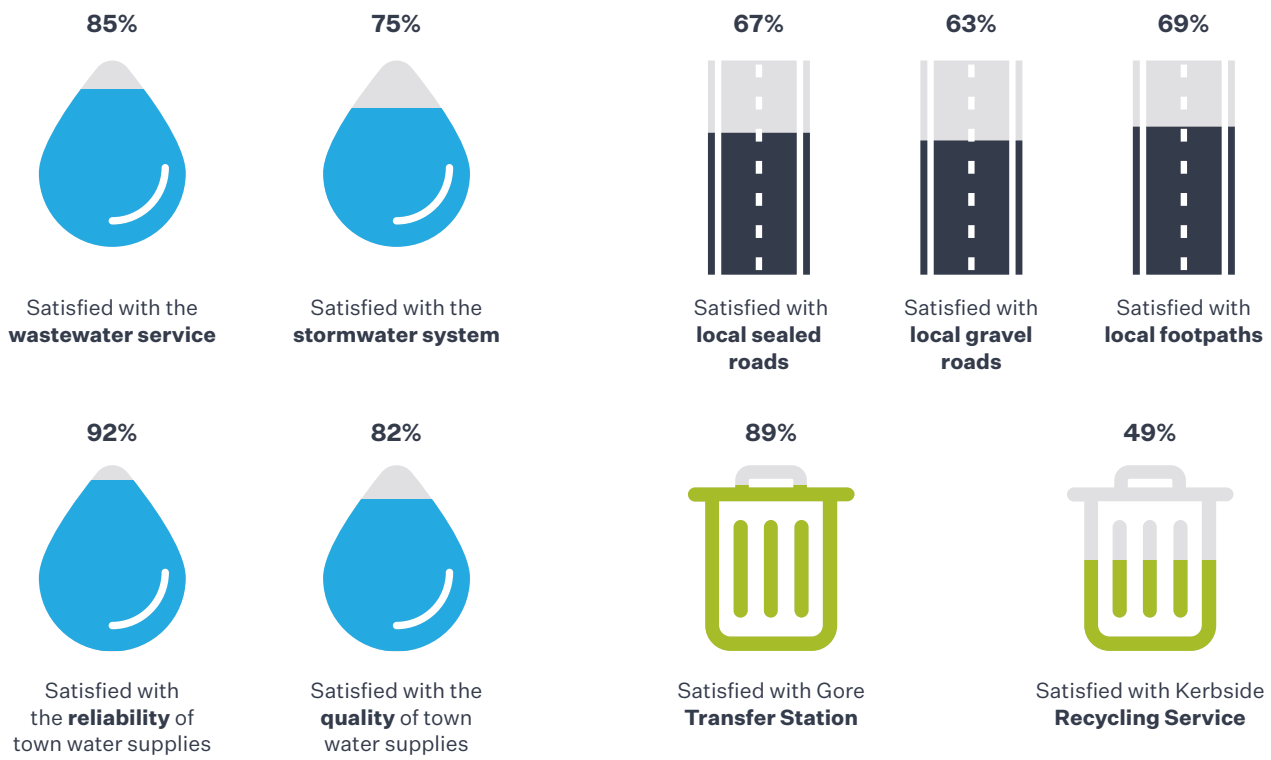 85%
Satisfied with the
wastewater service
75%
Satisfied with the
stormwater system
67%
Satisfied with
local sealed
roads
63%
Satisfied with
local gravel
roads
69%
Satisfied with
local footpaths
92%
Satisfied with
the reliability of
town water supplies
82%
Satisfied with the
quality of town
water supplies
89%
Satisfied with Gore
Transfer Station
49%
Satisfied with Kerbside
Recycling Service